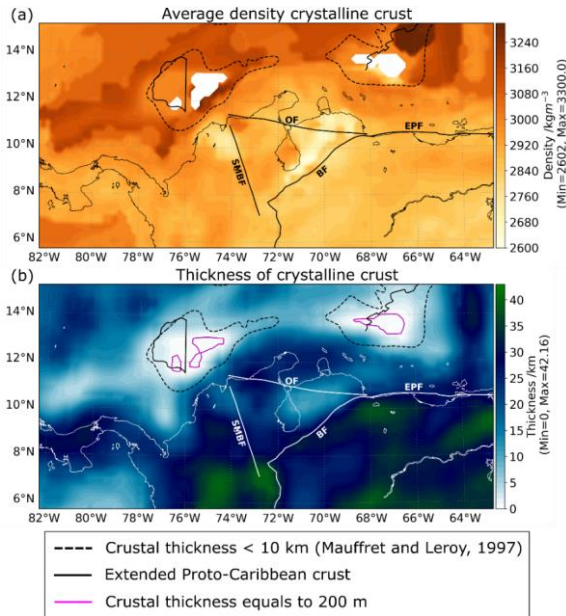 (a) Average density crystalline crust
14°N
12°N
10°N
8°N
6°N
OF
EPF
SMBF
BF
82°W 80°W 78°W 76°W 74°W 72°W 70°W 68°W 66°W 64°W
3240
3160
3080
3000
2920
2840
2760
2680
2600
Density /kgm⁻³
(Min=2602, Max=3300.0)
(b) Thickness of crystalline crust
14°N
12°N
10°N
8°N
6°N
OF
EPF
SMBF
BF
82°W 80°W 78°W 76°W 74°W 72°W 70°W 68°W 66°W 64°W
40
35
30
25
20
15
10
5
0
Thickness /km
(Min=0, Max=42.16)
Crustal thickness < 10 km (Mauffret and Leroy, 1997)
Extended Proto-Caribbean crust
Crustal thickness equals to 200 m